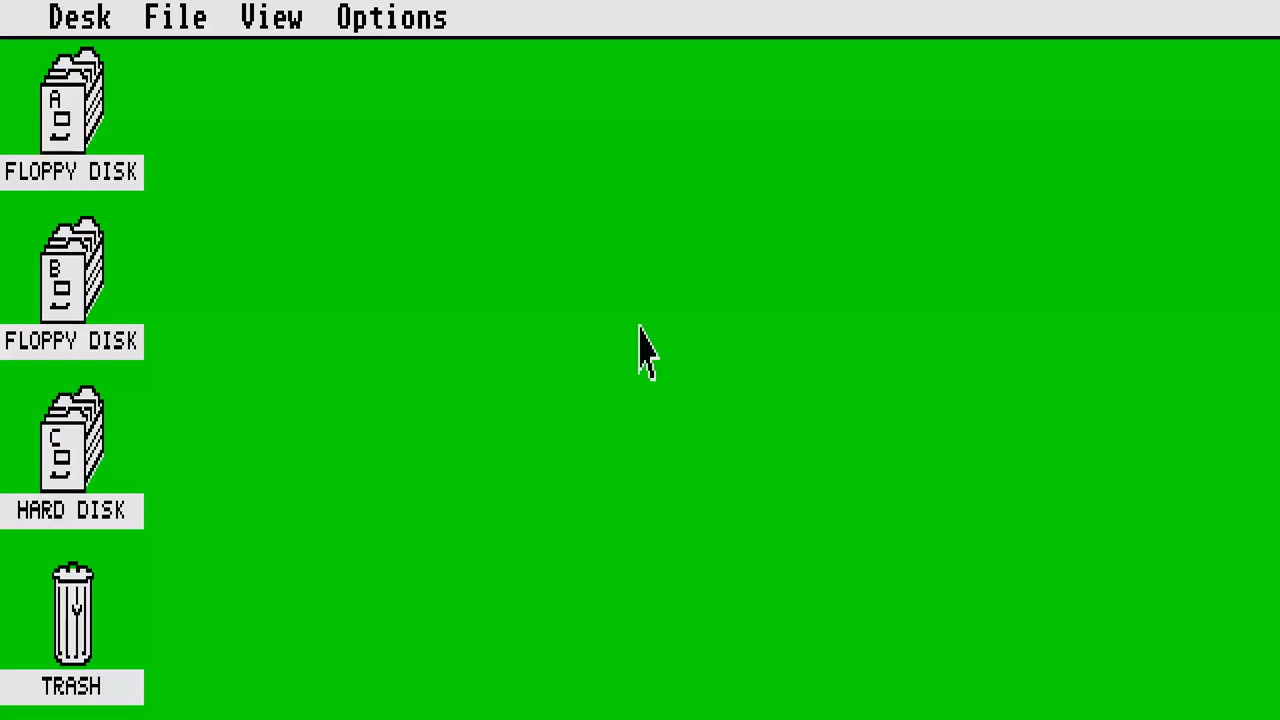 Desk File View Options
A
FLOPPY DISK
B
FLOPPY DISK
C
HARD DISK
TRASH